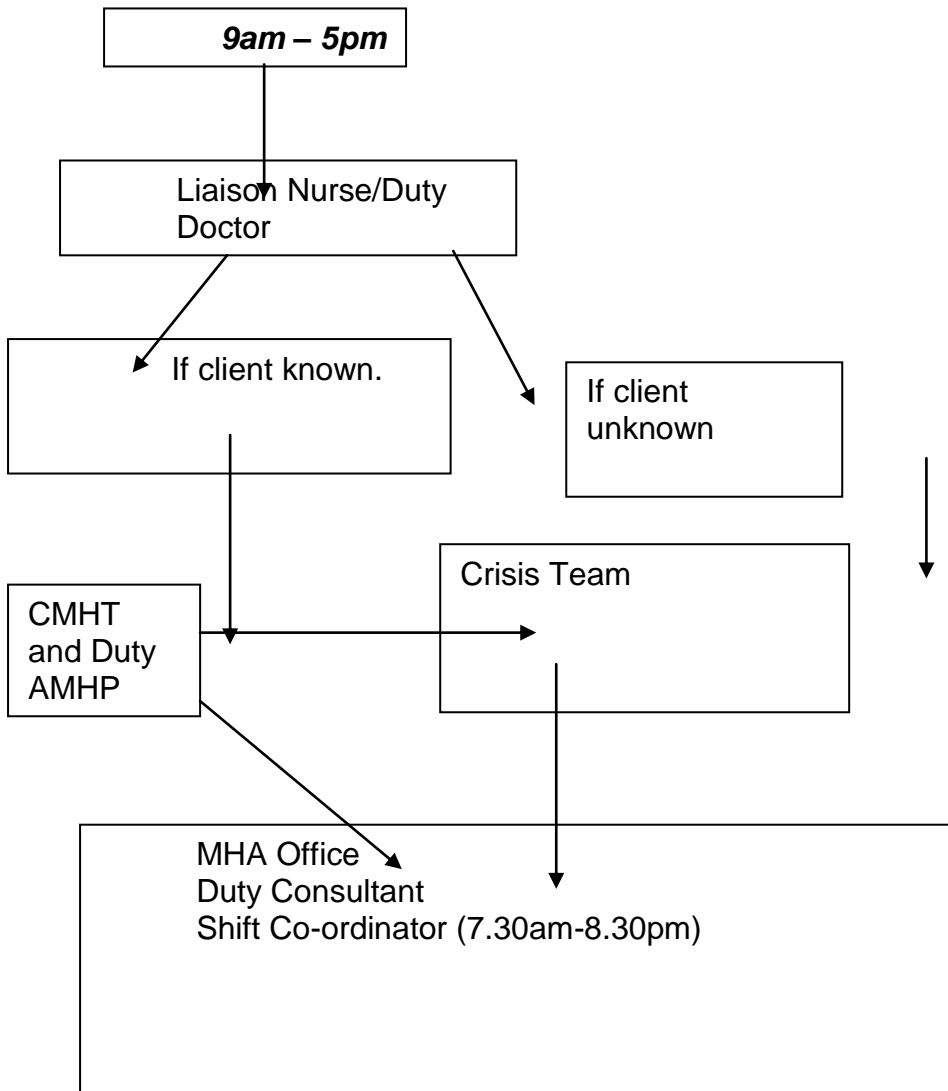 9am – 5pm
Liaison Nurse/Duty
Doctor
If client known.
If client
unknown
Crisis Team
CMHT
and Duty
AMHP
MHA Office
Duty Consultant
Shift Co-ordinator (7.30am-8.30pm)